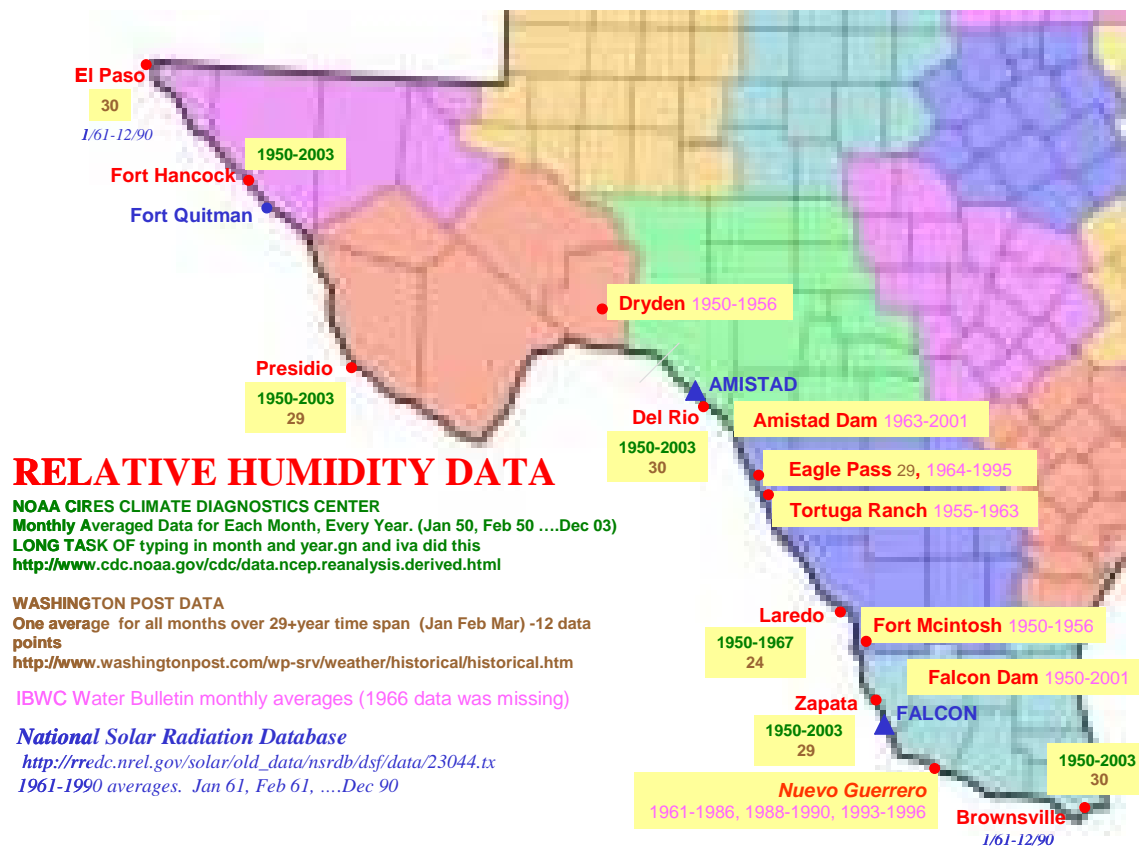 El Paso
30
1/61-12/90
1950-2003
Fort Hancock
Fort Quitman
Dryden 1950-1956
Presidio
1950-2003
29
AMISTAD
Del Rio
1950-2003
30
Amistad Dam 1963-2001
Eagle Pass 29, 1964-1995
Tortuga Ranch 1955-1963
RELATIVE HUMIDITY DATA
NOAA CIRES CLIMATE DIAGNOSTICS CENTER
Monthly Averaged Data for Each Month, Every Year. (Jan 50, Feb 50 ….Dec 03)
LONG TASK OF typing in month and year.gn and iva did this
http://www.cdc.noaa.gov/cdc/data.ncep.reanalysis.derived.html
WASHINGTON POST DATA
One average for all months over 29+year time span (Jan Feb Mar) -12 data
points
http://www.washingtonpost.com/wp-srv/weather/historical/historical.htm
IBWC Water Bulletin monthly averages (1966 data was missing)
National Solar Radiation Database
http://rredc.nrel.gov/solar/old_data/nsrdb/dsf/data/23044.tx
1961-1990 averages. Jan 61, Feb 61, ….Dec 90
Laredo
1950-1967
24
Fort Mcintosh 1950-1956
Falcon Dam 1950-2001
Zapata
FALCON
1950-2003
29
1950-2003
30
Nuevo Guerrero
1961-1986, 1988-1990, 1993-1996
Brownsville
1/61-12/90